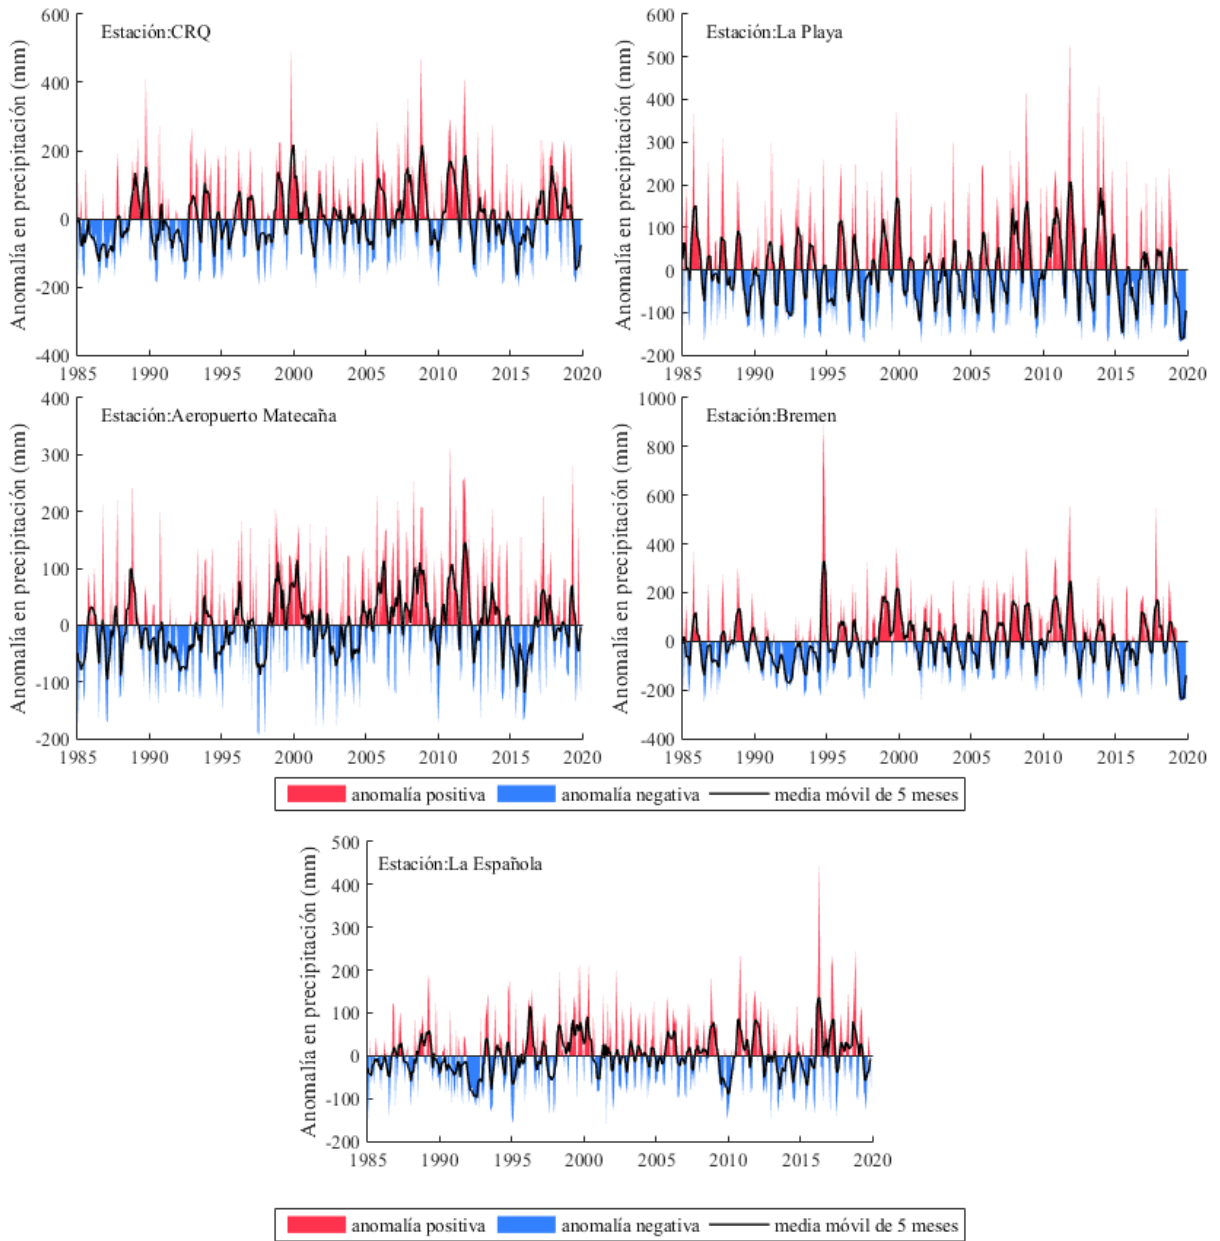 Estación:CRQ
Anomalía en precipitación (mm)
600
400
200
0
-200
-400
1985 1990 1995 2000 2005 2010 2015 2020
Estación:La Playa
Anomalía en precipitación (mm)
600
500
400
300
200
100
0
-100
-200
1985 1990 1995 2000 2005 2010 2015 2020
Estación:Aeropuerto Matecaña
Anomalía en precipitación (mm)
400
300
200
100
0
-100
-200
1985 1990 1995 2000 2005 2010 2015 2020
Estación:Bremen
Anomalía en precipitación (mm)
1000
800
600
400
200
0
-200
-400
1985 1990 1995 2000 2005 2010 2015 2020
anomalía positiva anomalía negativa media móvil de 5 meses
Estación:La Española
Anomalía en precipitación (mm)
500
400
300
200
100
0
-100
-200
1985 1990 1995 2000 2005 2010 2015 2020
anomalía positiva anomalía negativa media móvil de 5 meses